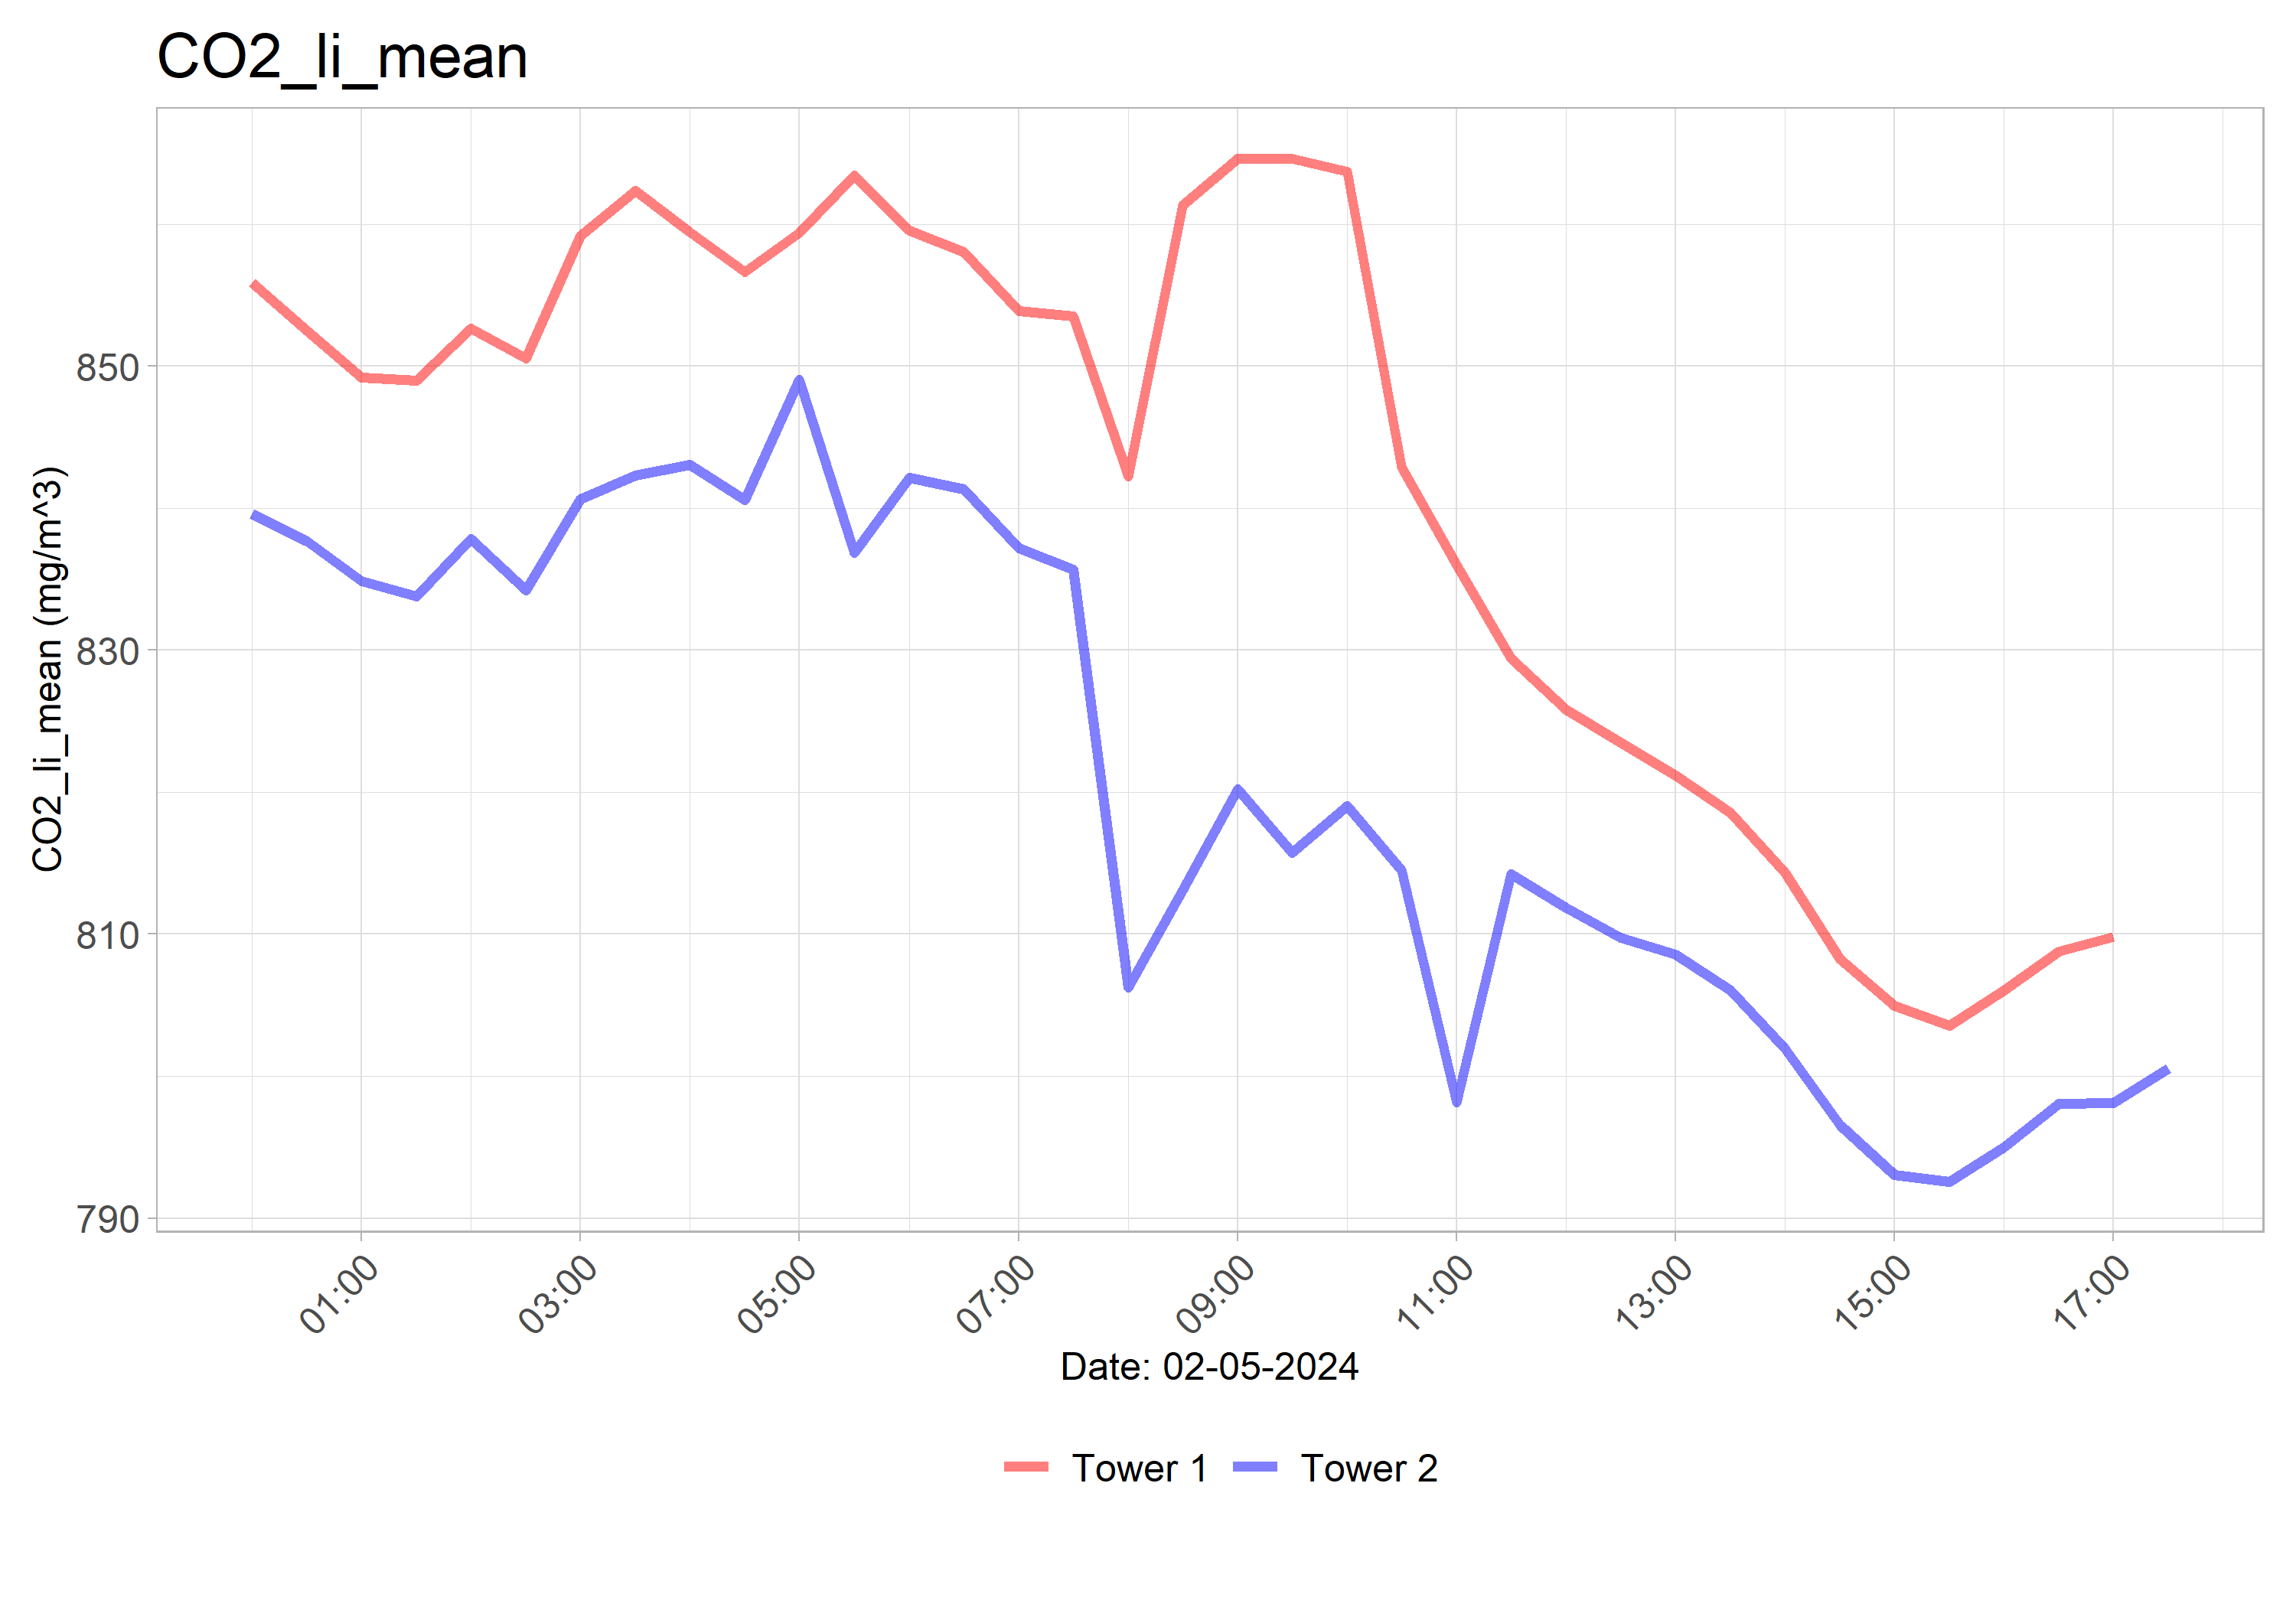 CO2_li_mean
CO2_li_mean (mg/m^3)
850
830
810
790
01:00 03:00 05:00 07:00 09:00 11:00 13:00 15:00 17:00
Date: 02-05-2024
Tower 1 Tower 2